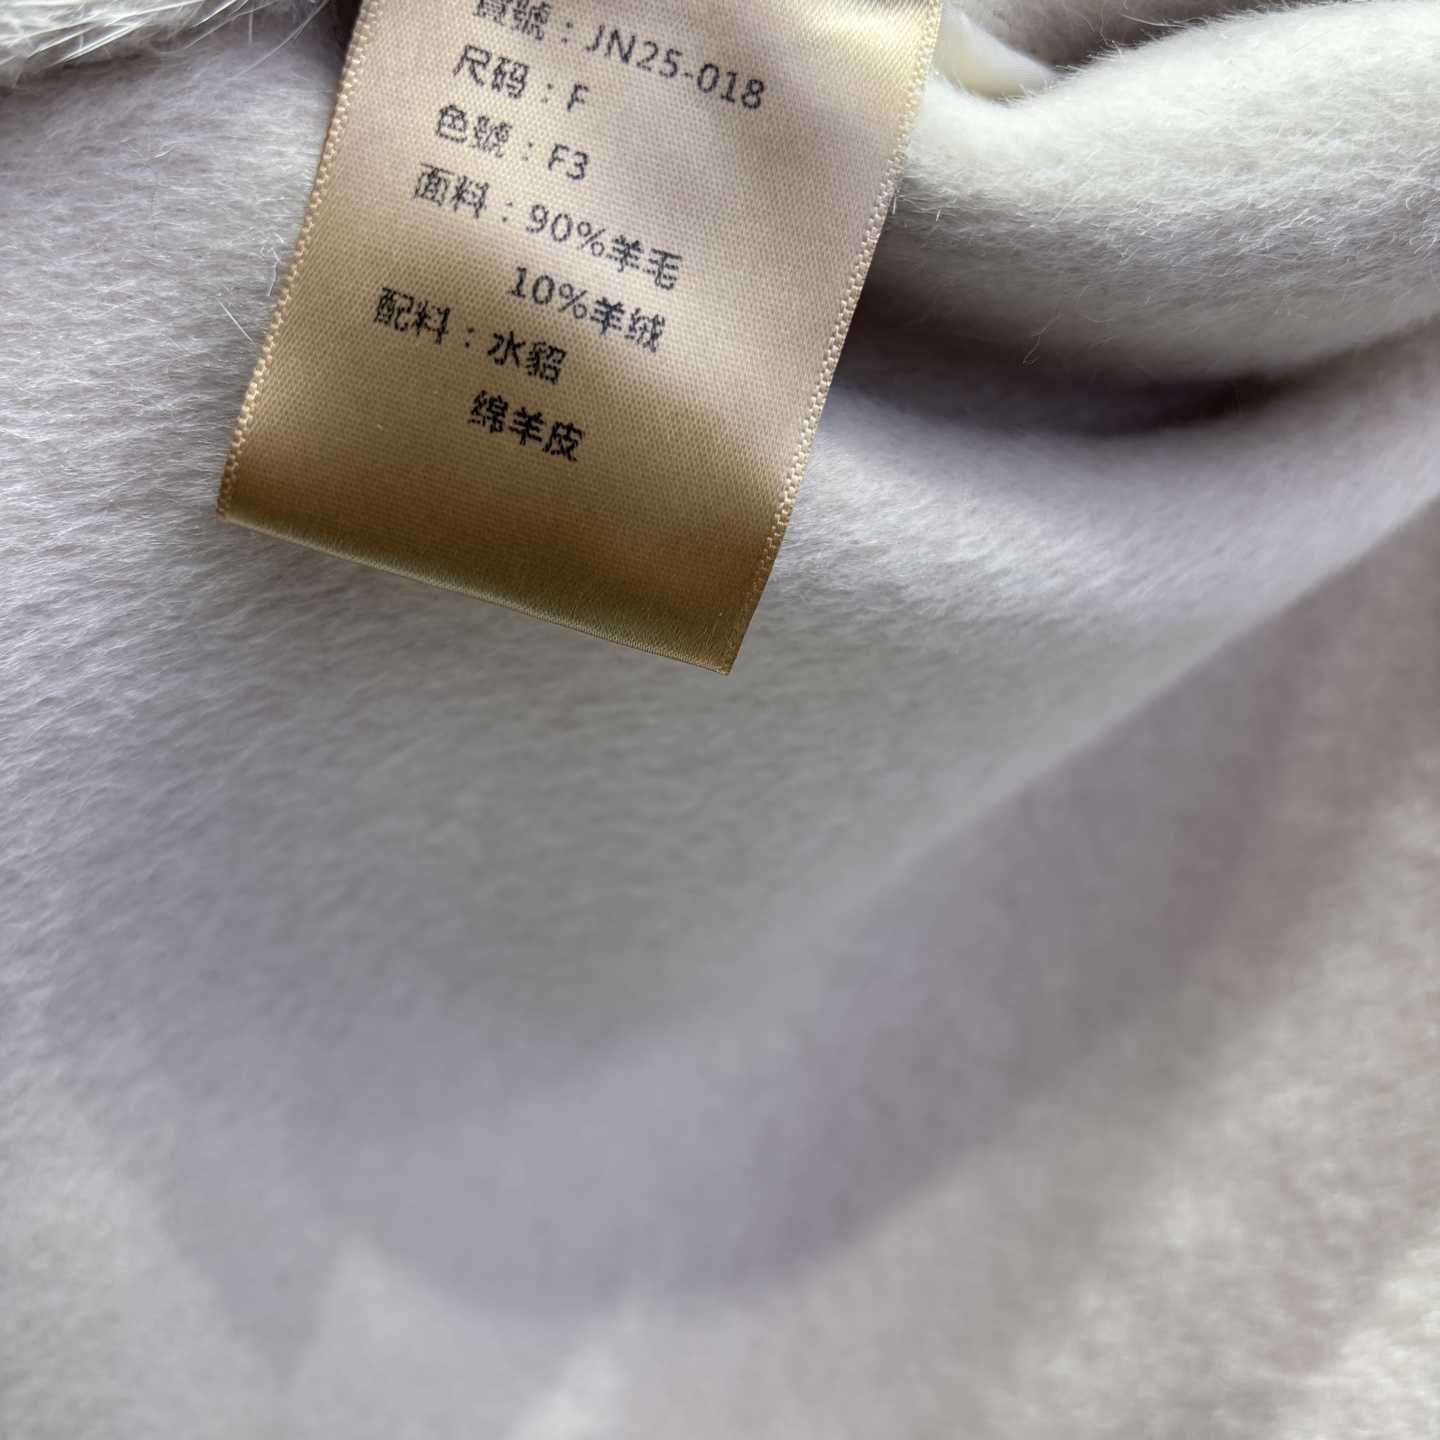 貨號：JN25-018
尺码：F
色號：F3
面料：90%羊毛
10%羊绒
配料：水貂
绵羊皮